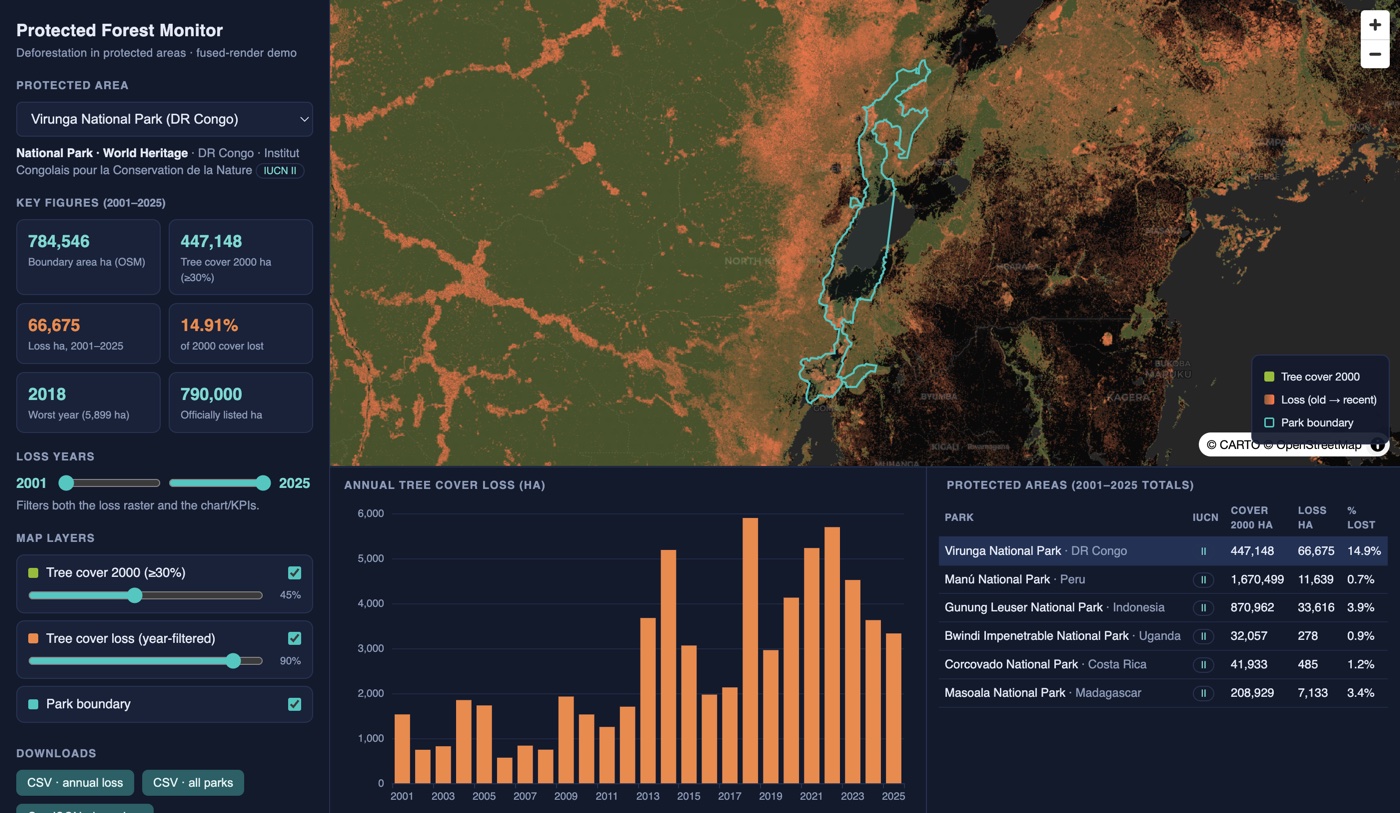 Protected Forest Monitor
Deforestation in protected areas · fused-render demo
PROTECTED AREA
Virunga National Park (DR Congo)
National Park · World Heritage · DR Congo · Institut
Congolais pour la Conservation de la Nature IUCN II
KEY FIGURES (2001–2025)
784,546
Boundary area ha (OSM)
447,148
Tree cover 2000 ha
(≥30%)
66,675
Loss ha, 2001–2025
14.91%
of 2000 cover lost
2018
Worst year (5,899 ha)
790,000
Officially listed ha
LOSS YEARS
2001
2025
Filters both the loss raster and the chart/KPIs.
MAP LAYERS
Tree cover 2000 (≥30%)
45%
Tree cover loss (year-filtered)
90%
Park boundary
DOWNLOADS
CSV · annual loss
CSV · all parks
+
−
NORTH
BUKOBA
KAGERA
BYUMBA
KIGALI
Tree cover 2000
Loss (old → recent)
Park boundary
© CARTO © OpenStreetMap
ANNUAL TREE COVER LOSS (HA)
6,000
5,000
4,000
3,000
2,000
1,000
0
2001 2003 2005 2007 2009 2011 2013 2015 2017 2019 2021 2023 2025
PROTECTED AREAS (2001–2025 TOTALS)
PARK IUCN COVER 2000 HA LOSS HA % LOST
Virunga National Park · DR Congo II 447,148 66,675 14.9%
Manú National Park · Peru II 1,670,499 11,639 0.7%
Gunung Leuser National Park · Indonesia II 870,962 33,616 3.9%
Bwindi Impenetrable National Park · Uganda II 32,057 278 0.9%
Corcovado National Park · Costa Rica II 41,933 485 1.2%
Masoala National Park · Madagascar II 208,929 7,133 3.4%